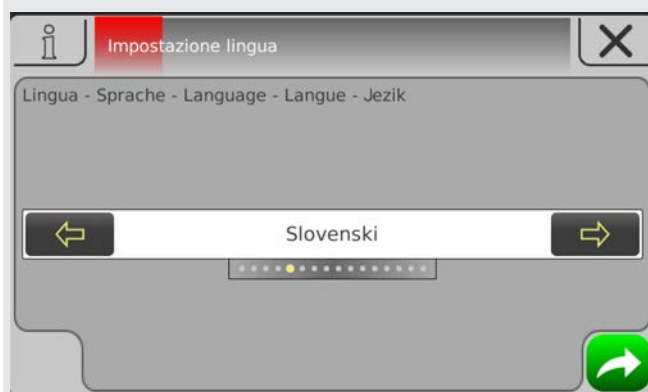 Impostazione lingua
Lingua - Sprache - Language - Langue - Jezik
Slovenski